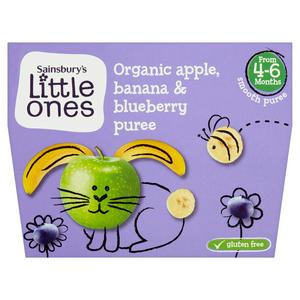 Sainsbury's
Little
ones
Organic apple,
banana &
blueberry
puree
From
4-6
Months
smooth puree
gluten free